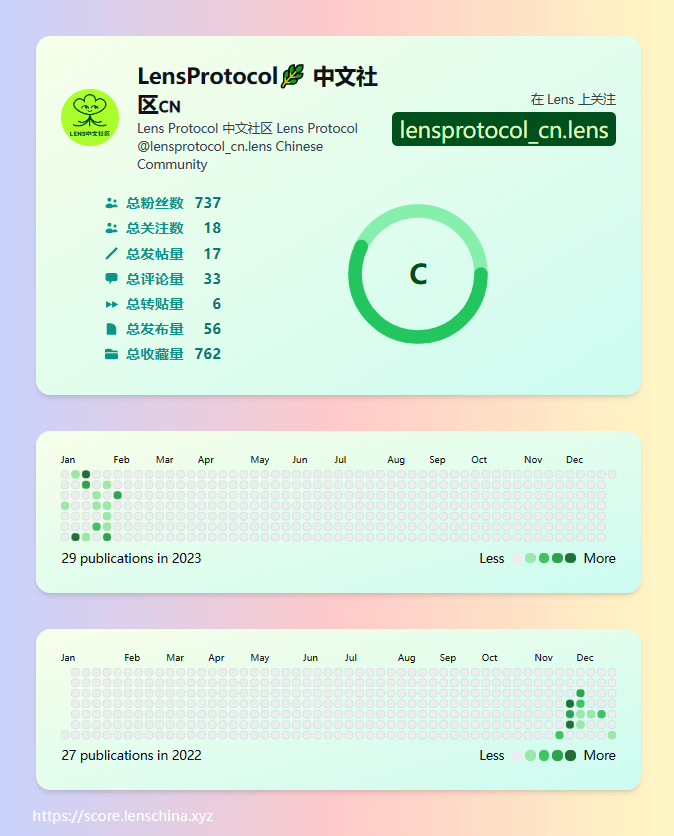 LensProtocol🌿 中文社
区CN
Lens Protocol 中文社区 Lens Protocol
@lensprotocol_cn.lens Chinese
Community
LENS中文社区
在 Lens 上关注
lensprotocol_cn.lens
总粉丝数 737
总关注数 18
总发帖量 17
总评论量 33
总转贴量 6
总发布量 56
总收藏量 762
C
Jan Feb Mar Apr May Jun Jul Aug Sep Oct Nov Dec
29 publications in 2023 Less More
Jan Feb Mar Apr May Jun Jul Aug Sep Oct Nov Dec
27 publications in 2022 Less More
https://score.lenschina.xyz